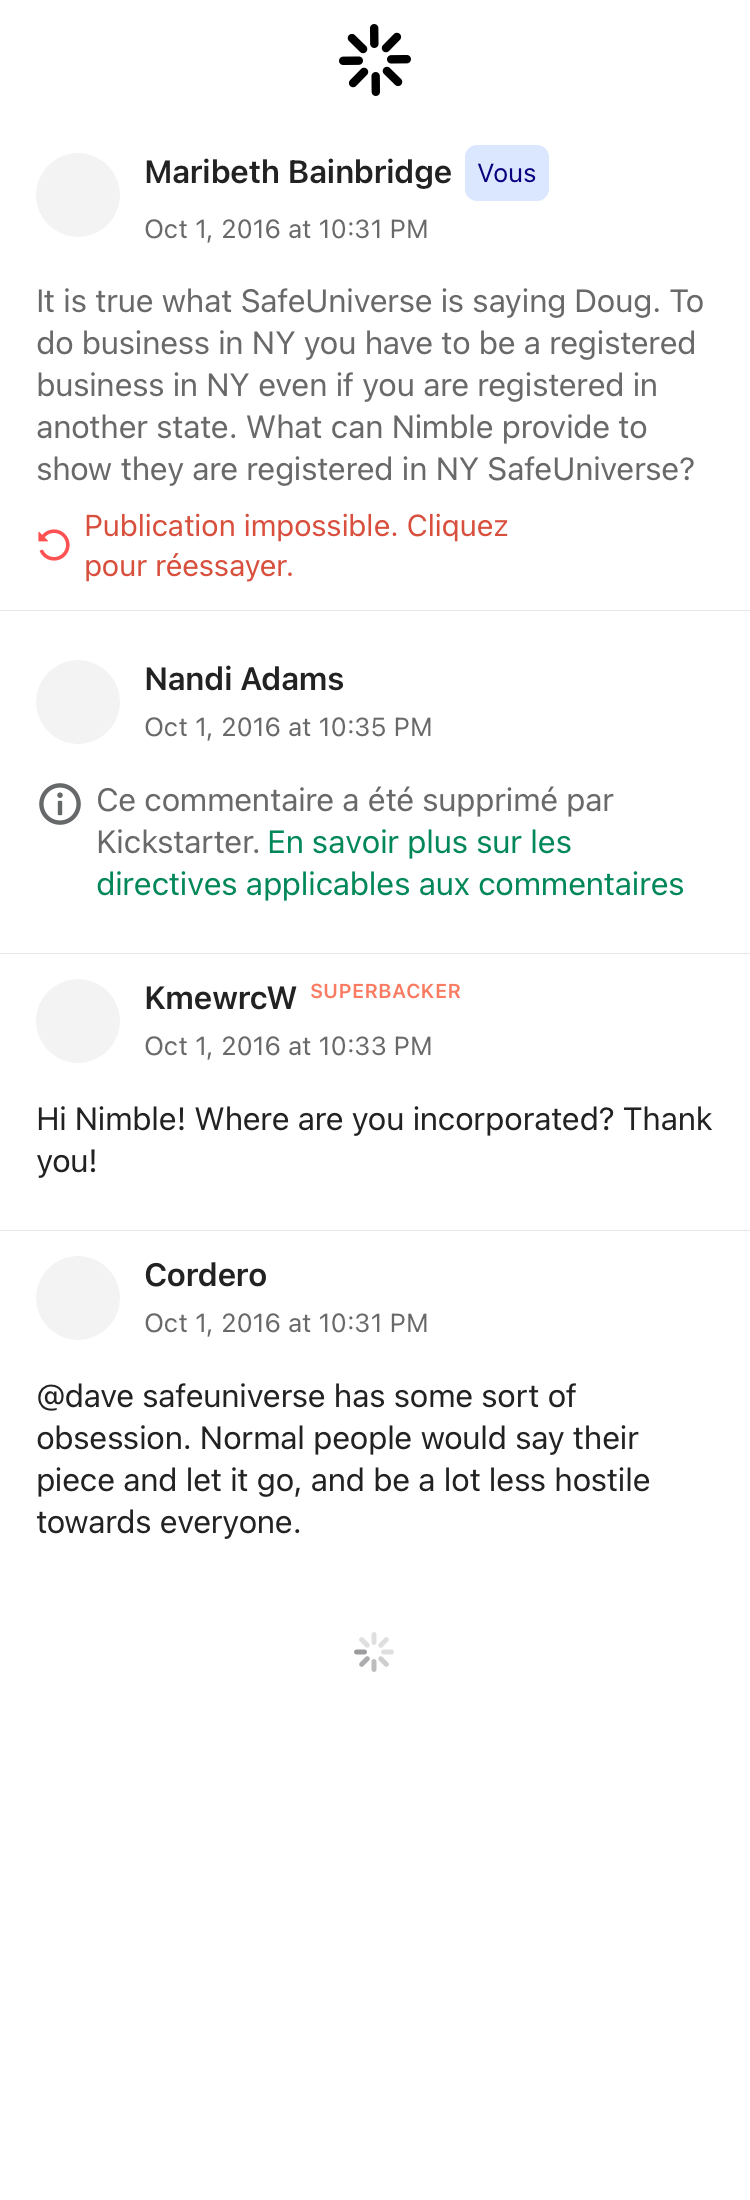 Maribeth Bainbridge Vous
Oct 1, 2016 at 10:31 PM
It is true what SafeUniverse is saying Doug. To
do business in NY you have to be a registered
business in NY even if you are registered in
another state. What can Nimble provide to
show they are registered in NY SafeUniverse?
Publication impossible. Cliquez
pour réessayer.
Nandi Adams
Oct 1, 2016 at 10:35 PM
Ce commentaire a été supprimé par
Kickstarter. En savoir plus sur les
directives applicables aux commentaires
KmewrcW SUPERBACKER
Oct 1, 2016 at 10:33 PM
Hi Nimble! Where are you incorporated? Thank
you!
Cordero
Oct 1, 2016 at 10:31 PM
@dave safeuniverse has some sort of
obsession. Normal people would say their
piece and let it go, and be a lot less hostile
towards everyone.